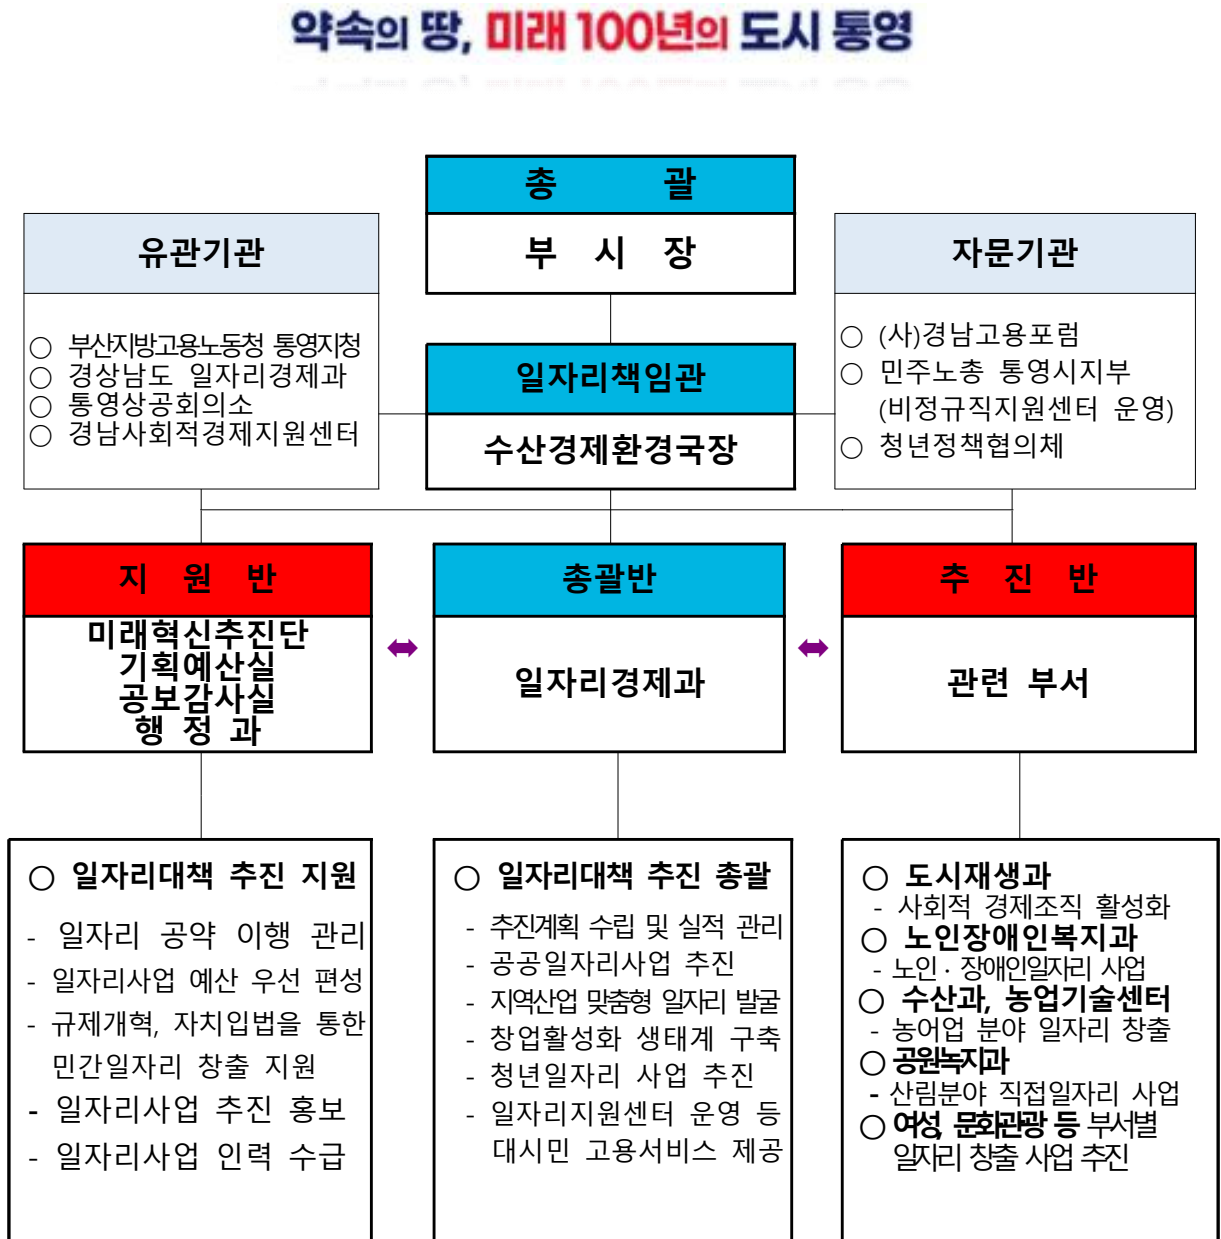 약속의 땅, 미래 100년의 도시 통영
총 괄
부 시 장
유관기관
○ 부산지방고용노동청 통영지청
○ 경상남도 일자리경제과
○ 통영상공회의소
○ 경남사회적경제지원센터
일자리책임관
수산경제환경국장
자문기관
○ (사)경남고용포럼
○ 민주노총 통영시지부
(비정규직지원센터 운영)
○ 청년정책협의체
지 원 반
미래혁신추진단
기획예산실
공보감사실
행 정 과
총괄반
일자리경제과
추 진 반
관련 부서
○ 일자리대책 추진 지원
- 일자리 공약 이행 관리
- 일자리사업 예산 우선 편성
- 규제개혁, 자치입법을 통한
민간일자리 창출 지원
- 일자리사업 추진 홍보
- 일자리사업 인력 수급
○ 일자리대책 추진 총괄
- 추진계획 수립 및 실적 관리
- 공공일자리사업 추진
- 지역산업 맞춤형 일자리 발굴
- 창업활성화 생태계 구축
- 청년일자리 사업 추진
- 일자리지원센터 운영 등
대시민 고용서비스 제공
○ 도시재생과
- 사회적 경제조직 활성화
○ 노인장애인복지과
- 노인 · 장애인일자리 사업
○ 수산과, 농업기술센터
- 농어업 분야 일자리 창출
○ 공원녹지과
- 산림분야 직접일자리 사업
○ 여성, 문화관광 등 부서별
일자리 창출 사업 추진